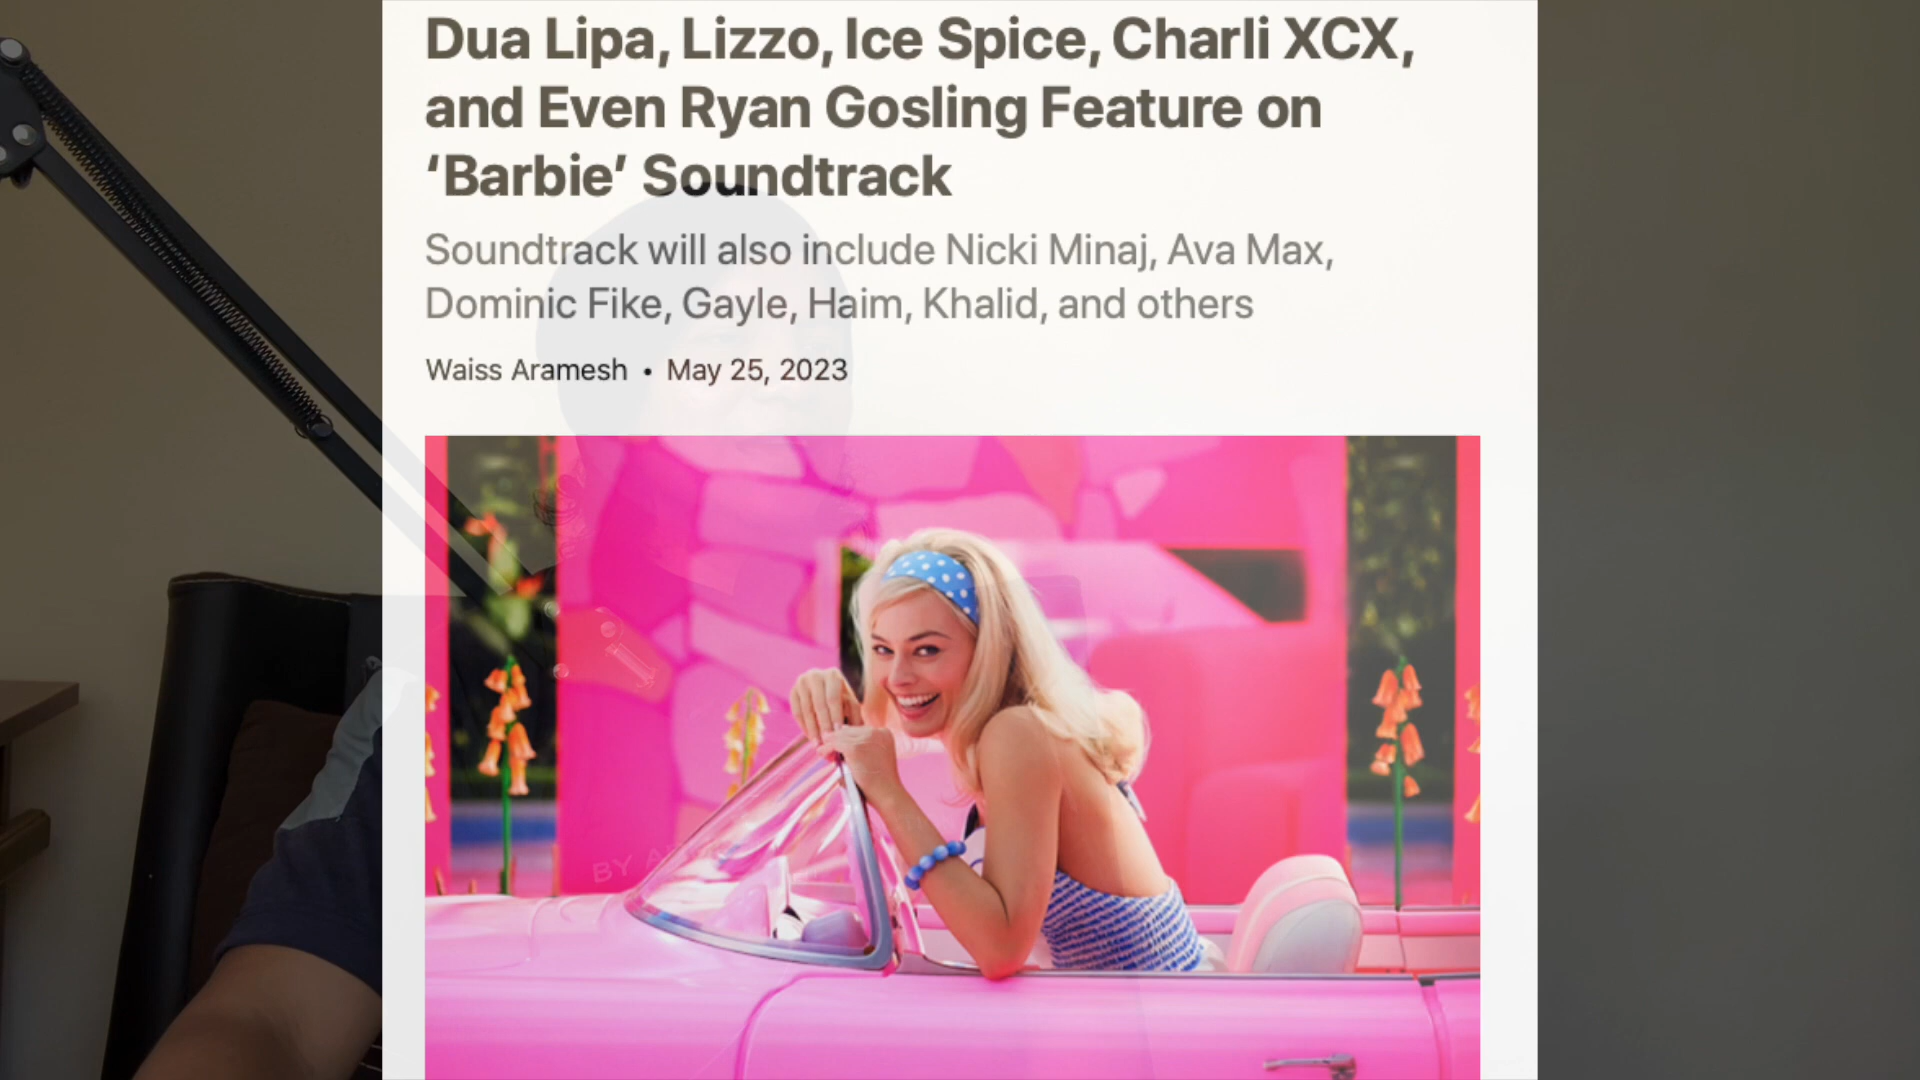 Dua Lipa, Lizzo, Ice Spice, Charli XCX,
and Even Ryan Gosling Feature on
‘Barbie’ Soundtrack
Soundtrack will also include Nicki Minaj, Ava Max,
Dominic Fike, Gayle, Haim, Khalid, and others
Waiss Aramesh • May 25, 2023
BY